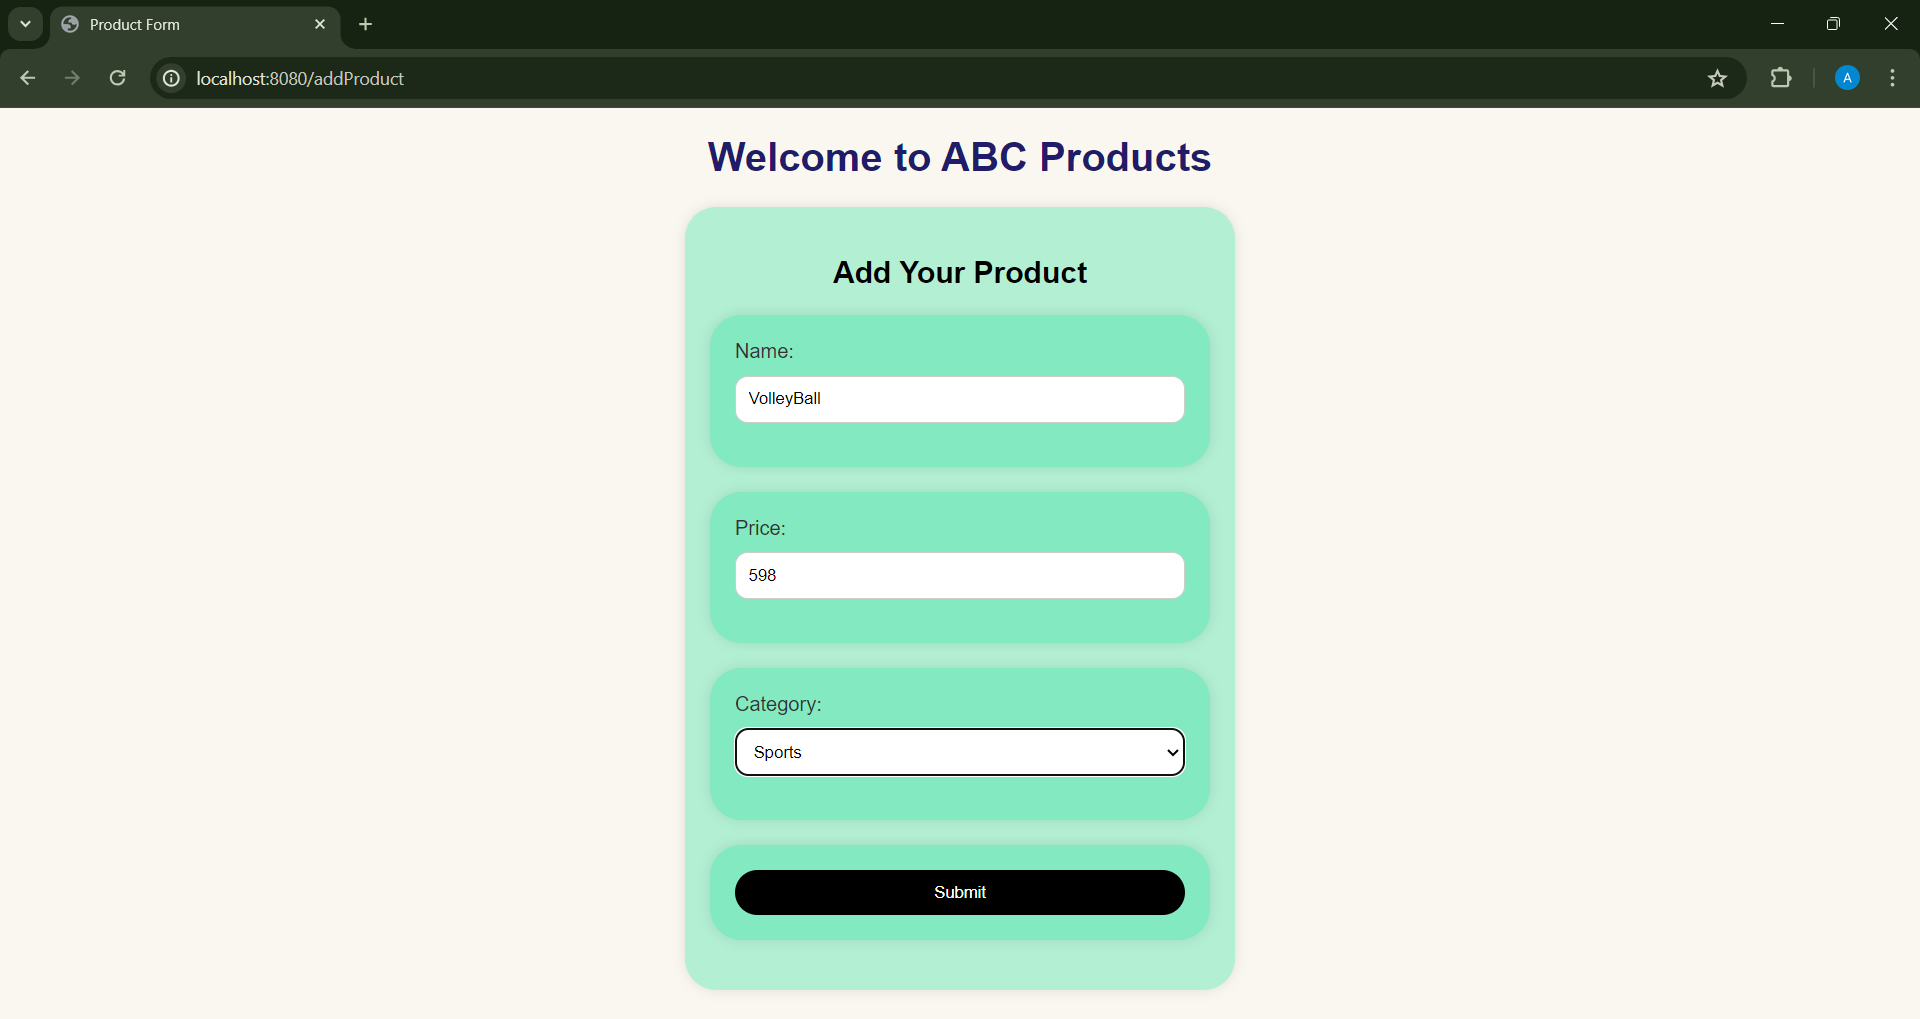 Product Form
localhost:8080/addProduct
A
Welcome to ABC Products
Add Your Product
Name:
VolleyBall
Price:
598
Category:
Sports
Submit